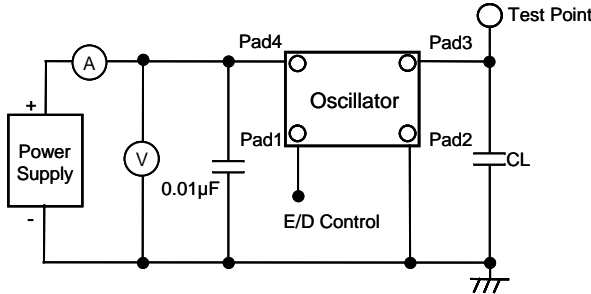 Test Point
Pad4
Pad3
A
Oscillator
+
Pad1
Pad2
Power
Supply
V
CL
0.01µF
-
E/D Control